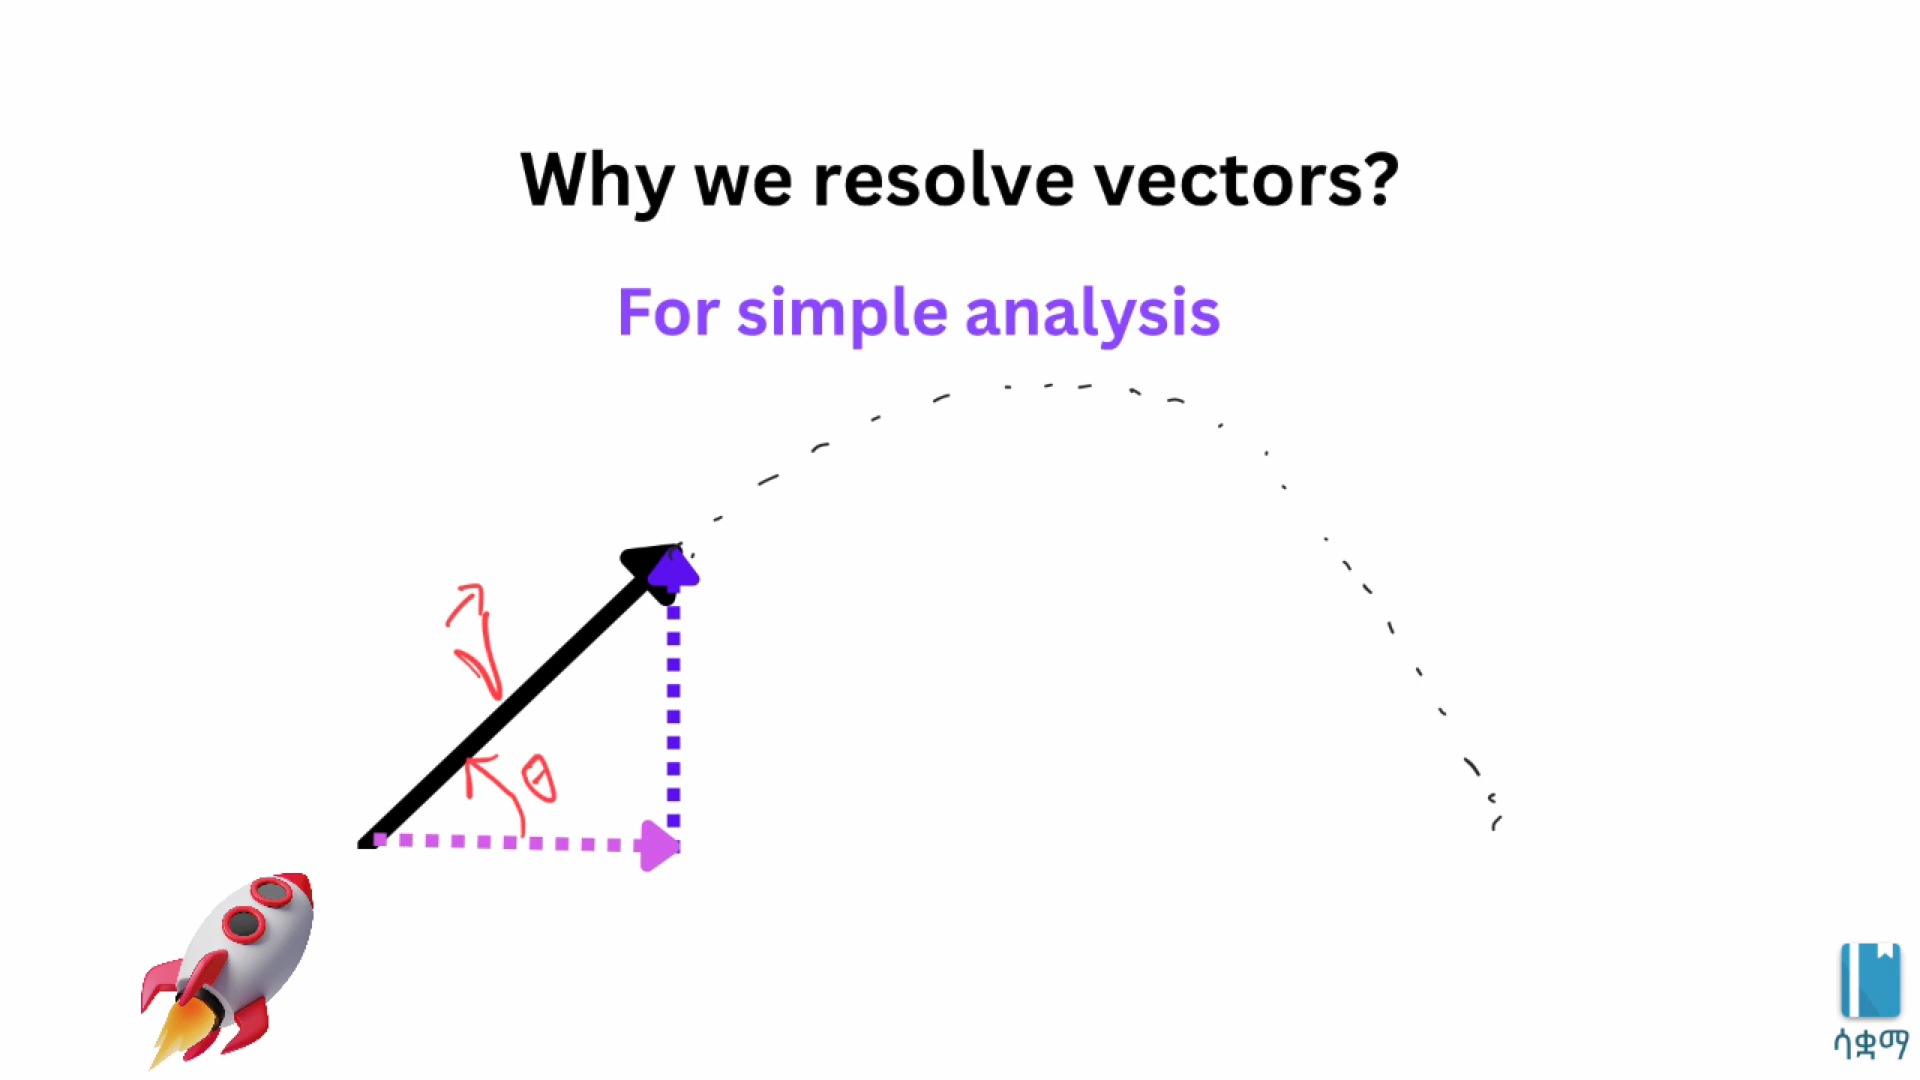 Why we resolve vectors?
For simple analysis
θ
ሳቋማ